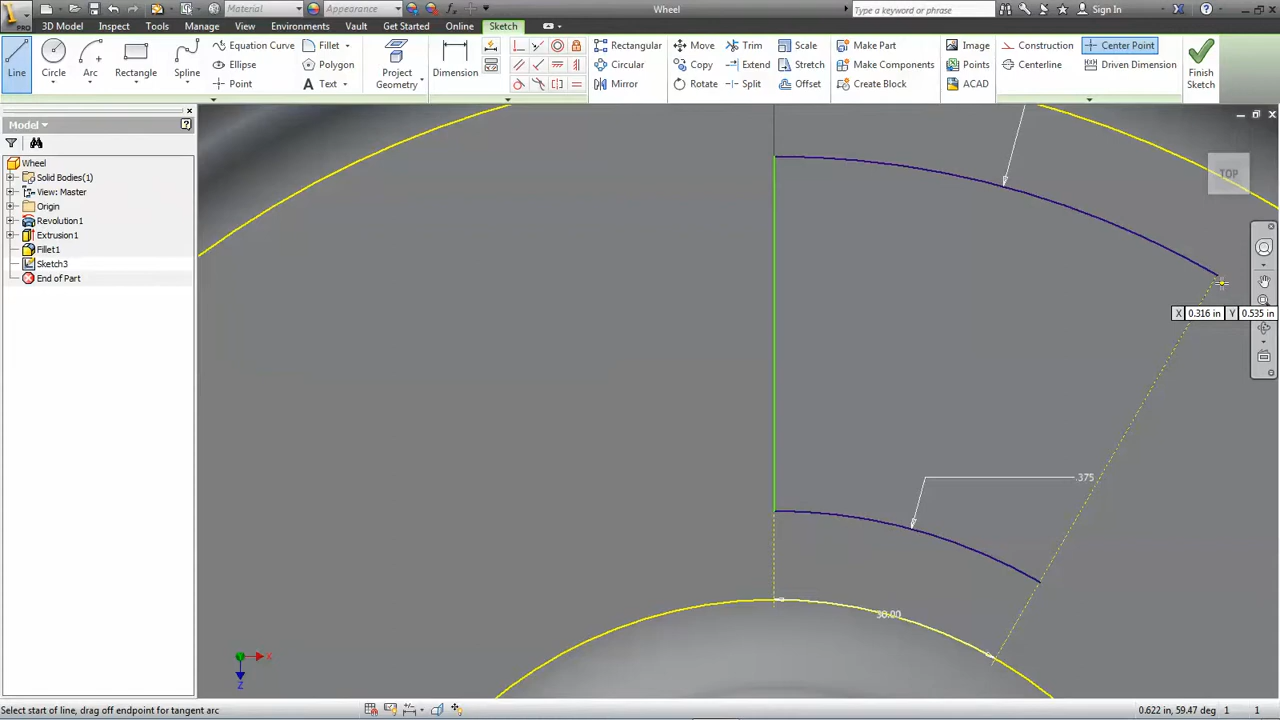 PRO
Material
Appearance
Wheel
Type a keyword or phrase
Sign In
3D Model Inspect Tools Manage View Environments Vault Get Started Online Sketch
Line
Circle
Arc
Rectangle
Spline
Equation Curve
Ellipse
Point
Fillet
Polygon
Text
Project
Geometry
Dimension
Rectangular
Circular
Mirror
Move
Copy
Rotate
Trim
Extend
Split
Scale
Stretch
Offset
Make Part
Make Components
Create Block
Image
Points
ACAD
Construction
Centerline
Center Point
Driven Dimension
Finish
Sketch
Model
Wheel
Solid Bodies(1)
View: Master
Origin
Revolution1
Extrusion1
Fillet1
Sketch3
End of Part
TOP
X 0.316 in Y 0.535 in
.375
30.00
X
Z
Select start of line, drag off endpoint for tangent arc
0.622 in, 59.47 deg 1 1